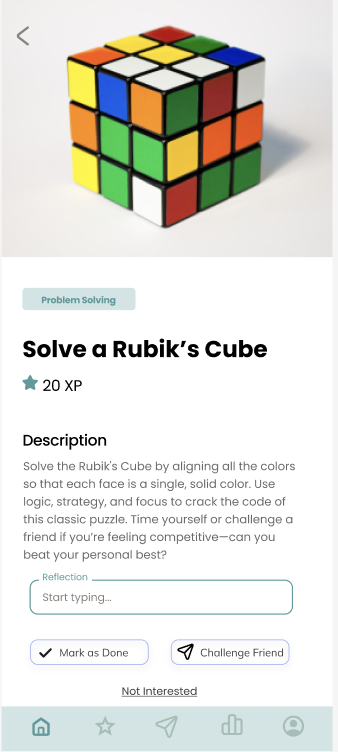 Problem Solving
Solve a Rubik’s Cube
20 XP
Description
Solve the Rubik's Cube by aligning all the colors
so that each face is a single, solid color. Use
logic, strategy, and focus to crack the code of
this classic puzzle. Time yourself or challenge a
friend if you’re feeling competitive—can you
beat your personal best?
Reflection
Start typing...
Mark as Done
Challenge Friend
Not Interested